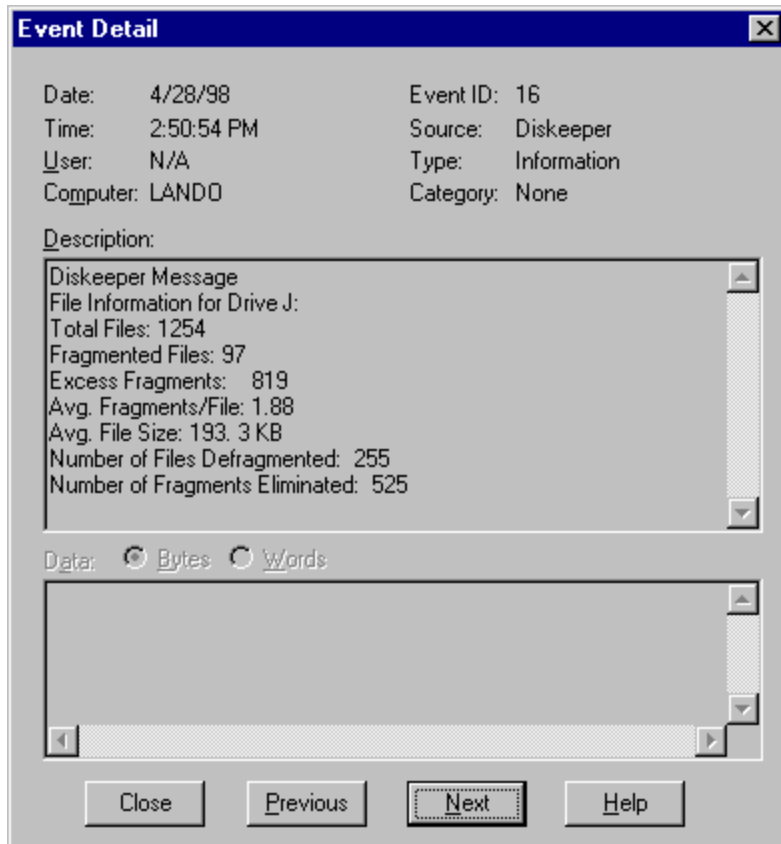 Event Detail
Date: 4/28/98 Event ID: 16
Time: 2:50:54 PM Source: Diskeeper
User: N/A Type: Information
Computer: LANDO Category: None
Description:
Diskeeper Message
File Information for Drive J:
Total Files: 1254
Fragmented Files: 97
Excess Fragments: 819
Avg. Fragments/File: 1.88
Avg. File Size: 193. 3 KB
Number of Files Defragmented: 255
Number of Fragments Eliminated: 525
Data: Bytes Words
Close Previous Next Help